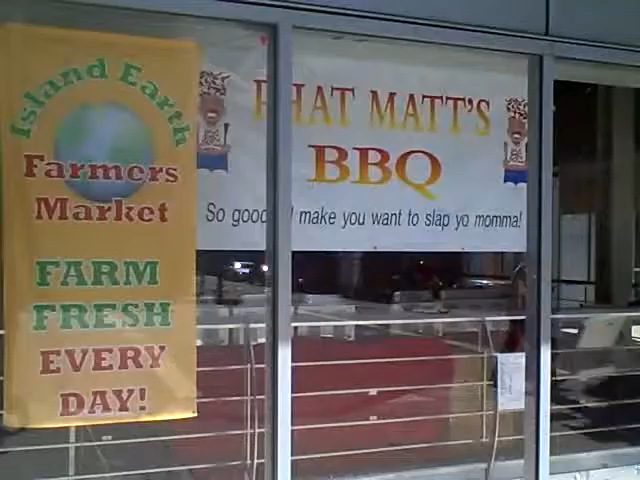 Island Earth
Farmers
Market
FARM
FRESH
EVERY
DAY!
PHAT MATT'S
BBQ
So good make you want to slap yo momma!